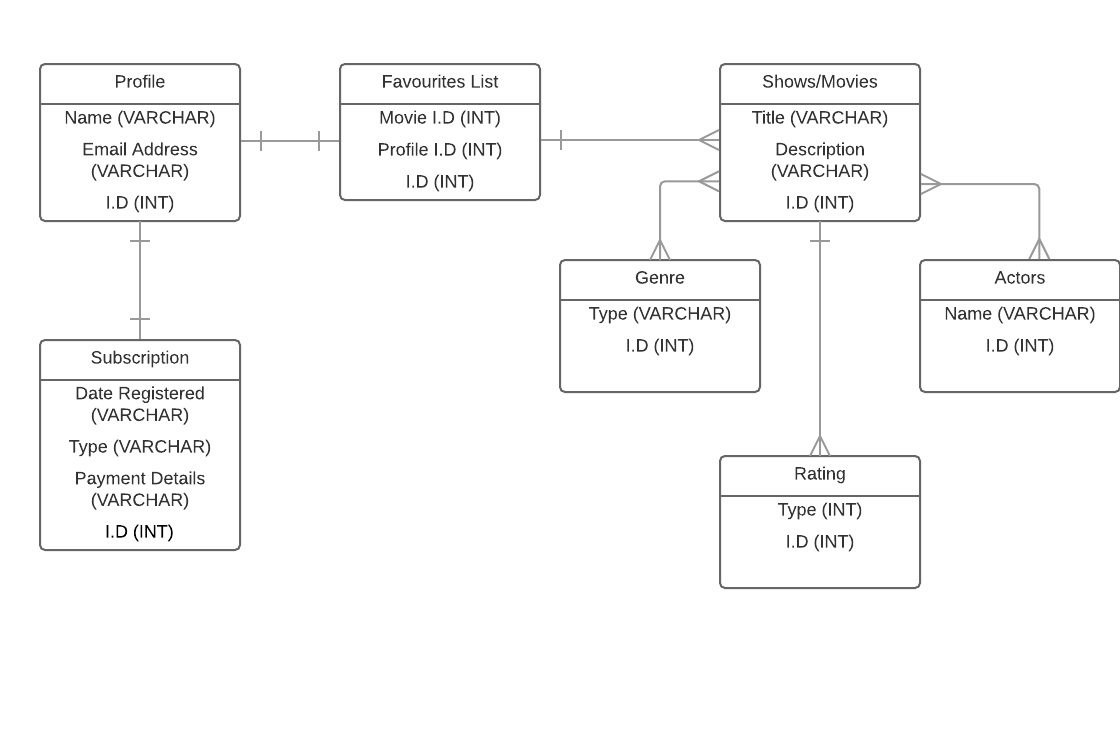 Profile
Name (VARCHAR)
Email Address
(VARCHAR)
I.D (INT)
Favourites List
Movie I.D (INT)
Profile I.D (INT)
I.D (INT)
Shows/Movies
Title (VARCHAR)
Description
(VARCHAR)
I.D (INT)
Genre
Type (VARCHAR)
I.D (INT)
Actors
Name (VARCHAR)
I.D (INT)
Subscription
Date Registered
(VARCHAR)
Type (VARCHAR)
Payment Details
(VARCHAR)
I.D (INT)
Rating
Type (INT)
I.D (INT)